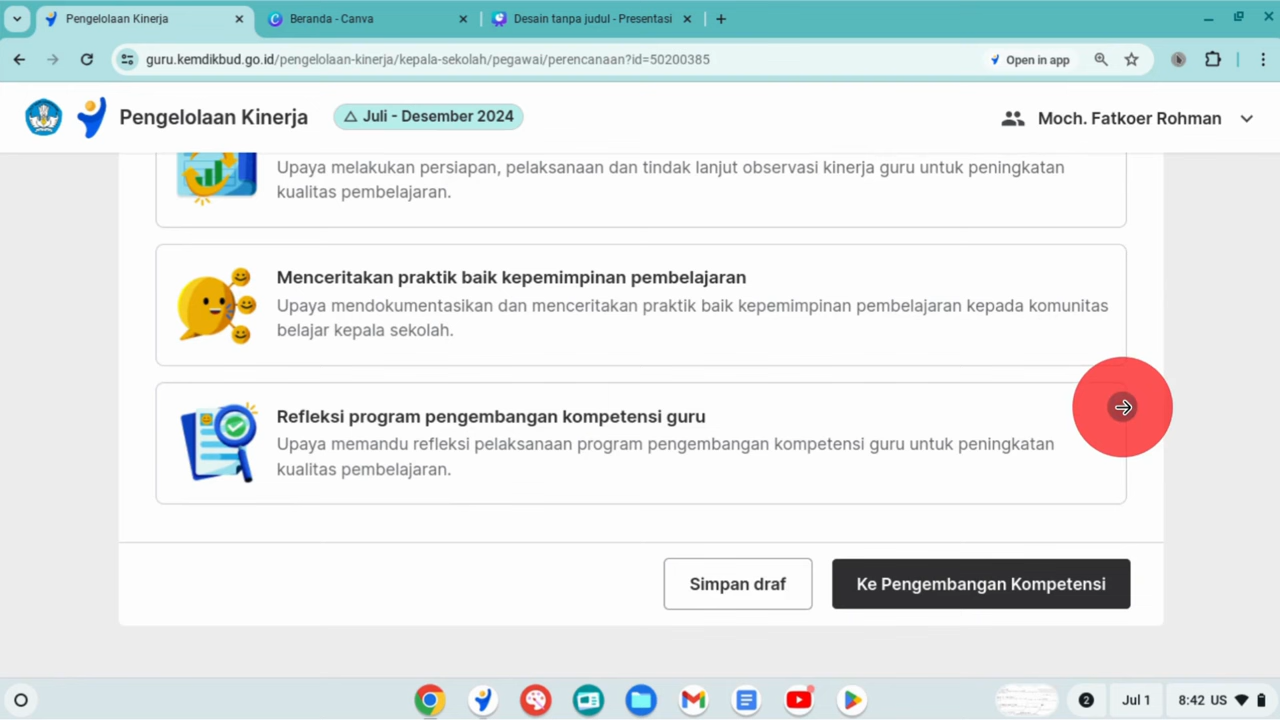 Pengelolaan Kinerja
Beranda - Canva
Desain tanpa judul - Presentasi
guru.kemdikbud.go.id/pengelolaan-kinerja/kepala-sekolah/pegawai/perencanaan?id=50200385
Open in app
Pengelolaan Kinerja
Juli - Desember 2024
Moch. Fatkoer Rohman
Upaya melakukan persiapan, pelaksanaan dan tindak lanjut observasi kinerja guru untuk peningkatan
kualitas pembelajaran.
Menceritakan praktik baik kepemimpinan pembelajaran
Upaya mendokumentasikan dan menceritakan praktik baik kepemimpinan pembelajaran kepada komunitas
belajar kepala sekolah.
Refleksi program pengembangan kompetensi guru
Upaya memandu refleksi pelaksanaan program pengembangan kompetensi guru untuk peningkatan
kualitas pembelajaran.
Simpan draf
Ke Pengembangan Kompetensi
2
Jul 1
8:42 US